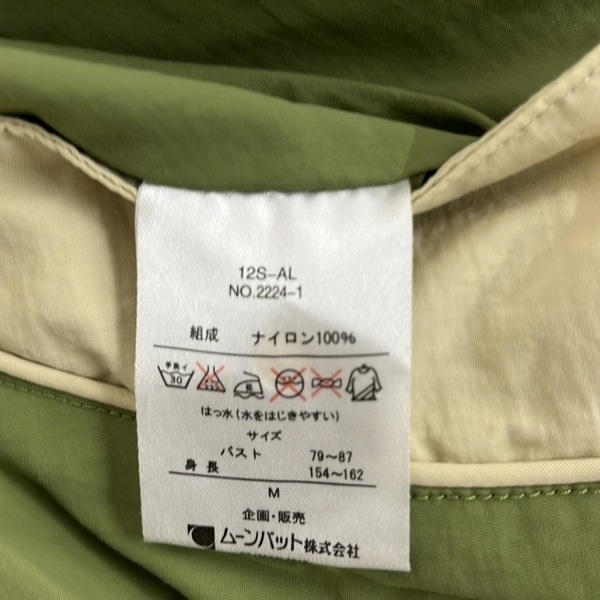 12S-AL
NO.2224-1
組成 ナイロン100%
手洗イ
30
はっ水(水をはじきやすい)
サイズ
バスト 79~87
身長 154~162
M
企画・販売
ムーンバット株式会社